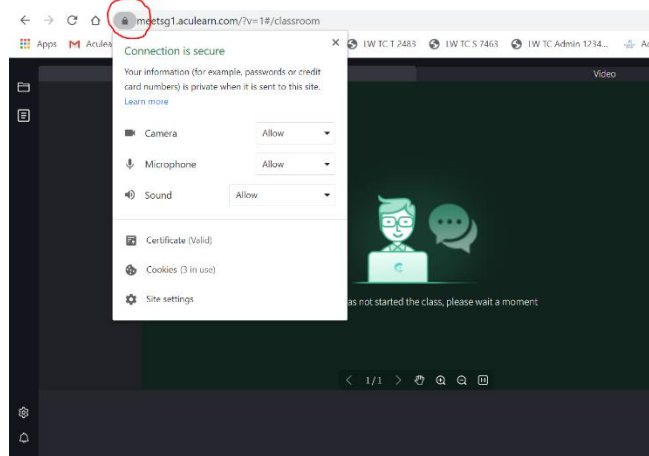 meetsg1.aculearn.com/?v=1#/classroom
Apps
M Aculea
LW TC T 2483
LW TC S 7463
LW TC Admin 1234...
Connection is secure
Your information (for example, passwords or credit
card numbers) is private when it is sent to this site.
Learn more
Camera Allow
Microphone Allow
Sound Allow
Certificate (Valid)
Cookies (3 in use)
Site settings
Video
as not started the class, please wait a moment
1/1